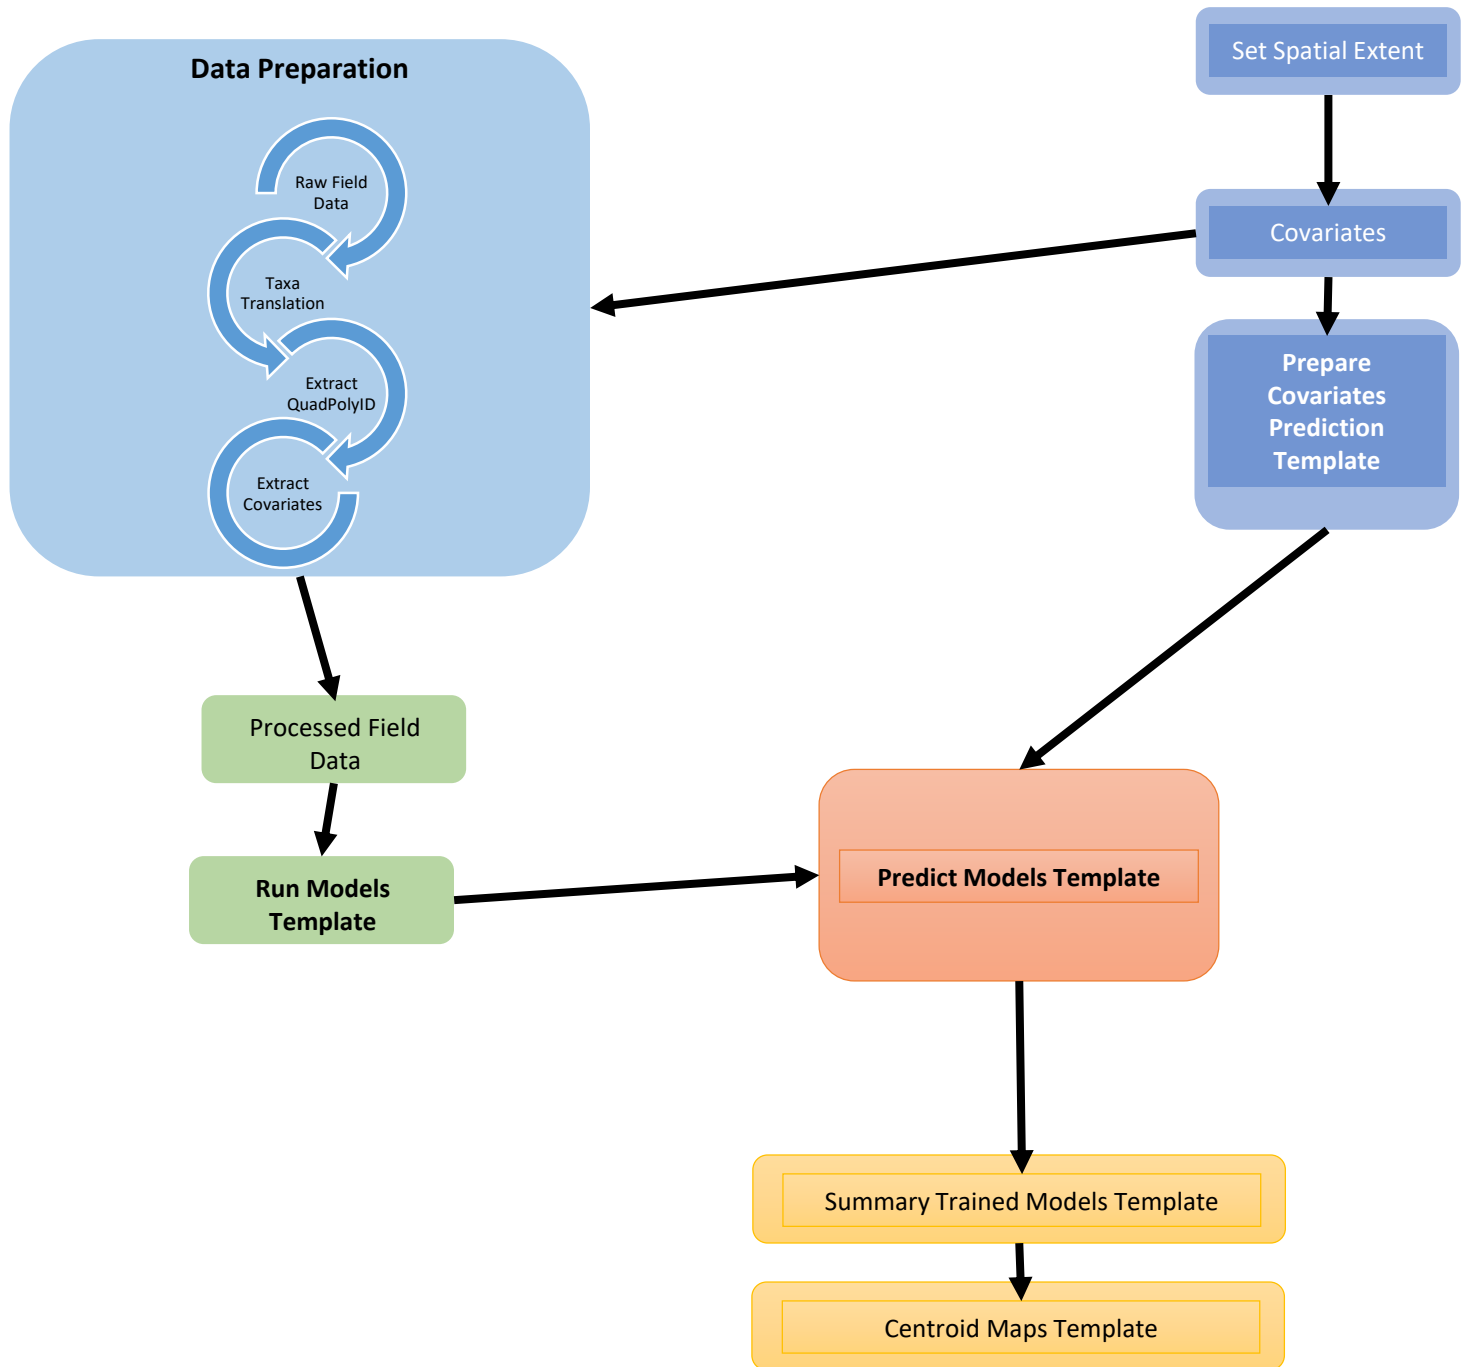 Data Preparation
Raw Field
Data
Taxa
Translation
Extract
QuadPolyID
Extract
Covariates
Set Spatial Extent
Covariates
Prepare
Covariates
Prediction
Template
Processed Field
Data
Run Models
Template
Predict Models Template
Summary Trained Models Template
Centroid Maps Template